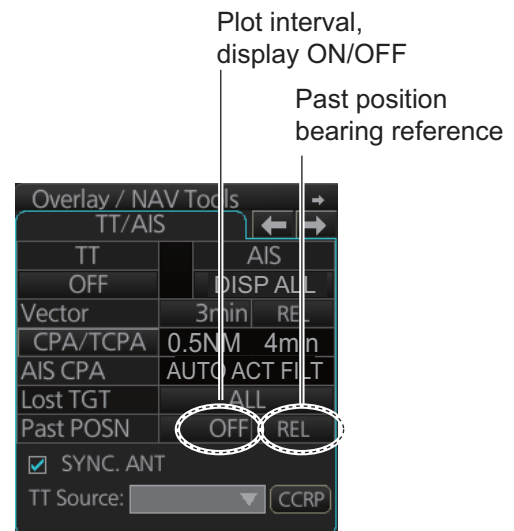 Plot interval,
display ON/OFF
Past position
bearing reference
Overlay / NAV Tools
TT/AIS
TT AIS
OFF DISP ALL
Vector 3min REL
CPA/TCPA 0.5NM 4min
AIS CPA AUTO ACT FILT
Lost TGT ALL
Past POSN OFF REL
SYNC. ANT
TT Source: CCRP